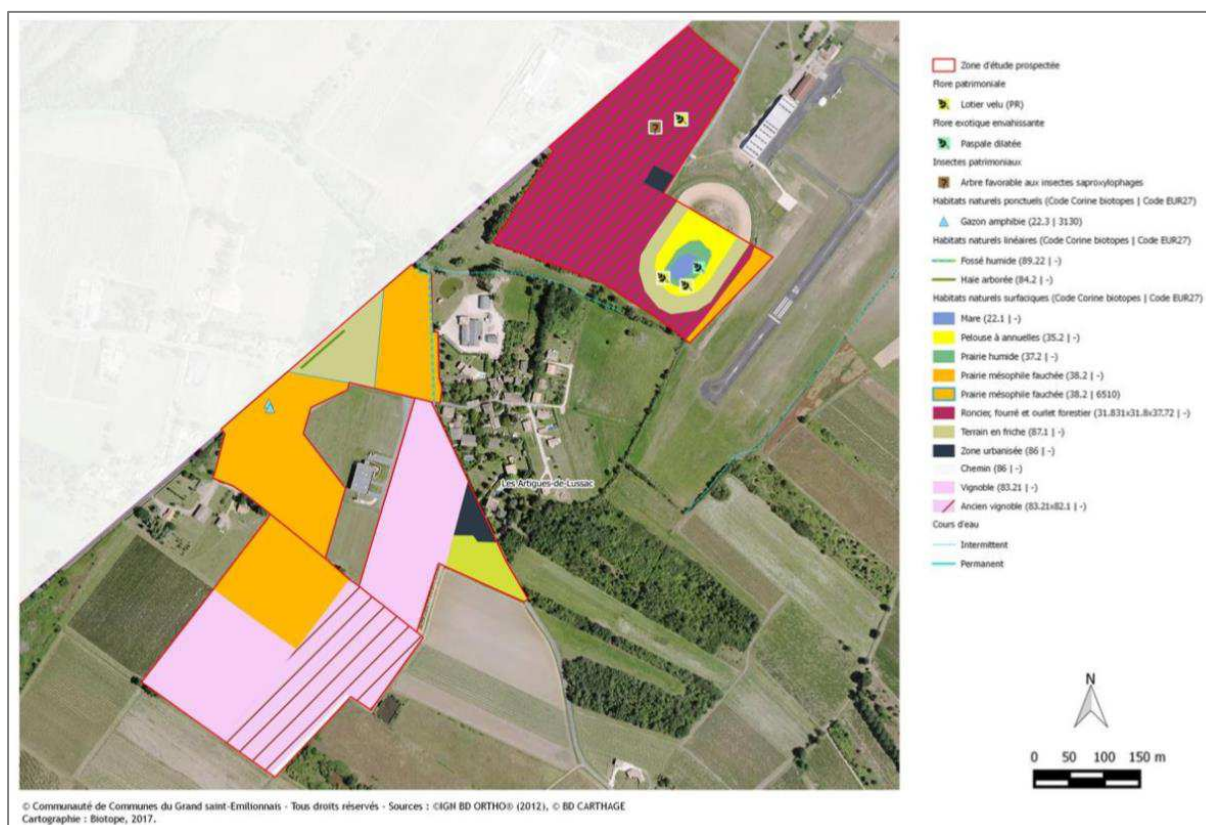 Zone d'étude prospectée
Flore patrimoniale
Lotier velu (PR)
Flore exotique envahissante
Paspale dilatée
Insectes patrimoniaux
Arbre favorable aux insectes saproxylophages
Habitats naturels ponctuels (Code Corine biotopes | Code EUR27)
Gazon amphibie (22.3 | 3130)
Habitats naturels linéaires (Code Corine biotopes | Code EUR27)
Fossé humide (89.22 | -)
Haie arborée (84.2 | -)
Habitats naturels surfaciques (Code Corine biotopes | Code EUR27)
Mare (22.1 | -)
Pelouse à annuelles (35.2 | -)
Prairie humide (37.2 | -)
Prairie mésophile fauchée (38.2 | -)
Prairie mésophile fauchée (38.2 | 6510)
Roncier, fourré et ourlet forestier (31.831x31.8x37.72 | -)
Terrain en friche (87.1 | -)
Zone urbanisée (86 | -)
Chemin (86 | -)
Vignoble (83.21 | -)
Ancien vignoble (83.21x82.1 | -)
Cours d'eau
Intermittent
Permanent
Les Artigues-de-Lussac
N
0 50 100 150 m
© Communauté de Communes du Grand saint-Emilionnais - Tous droits réservés - Sources : ©IGN BD ORTHO® (2012), © BD CARTHAGE
Cartographie : Biotope, 2017.